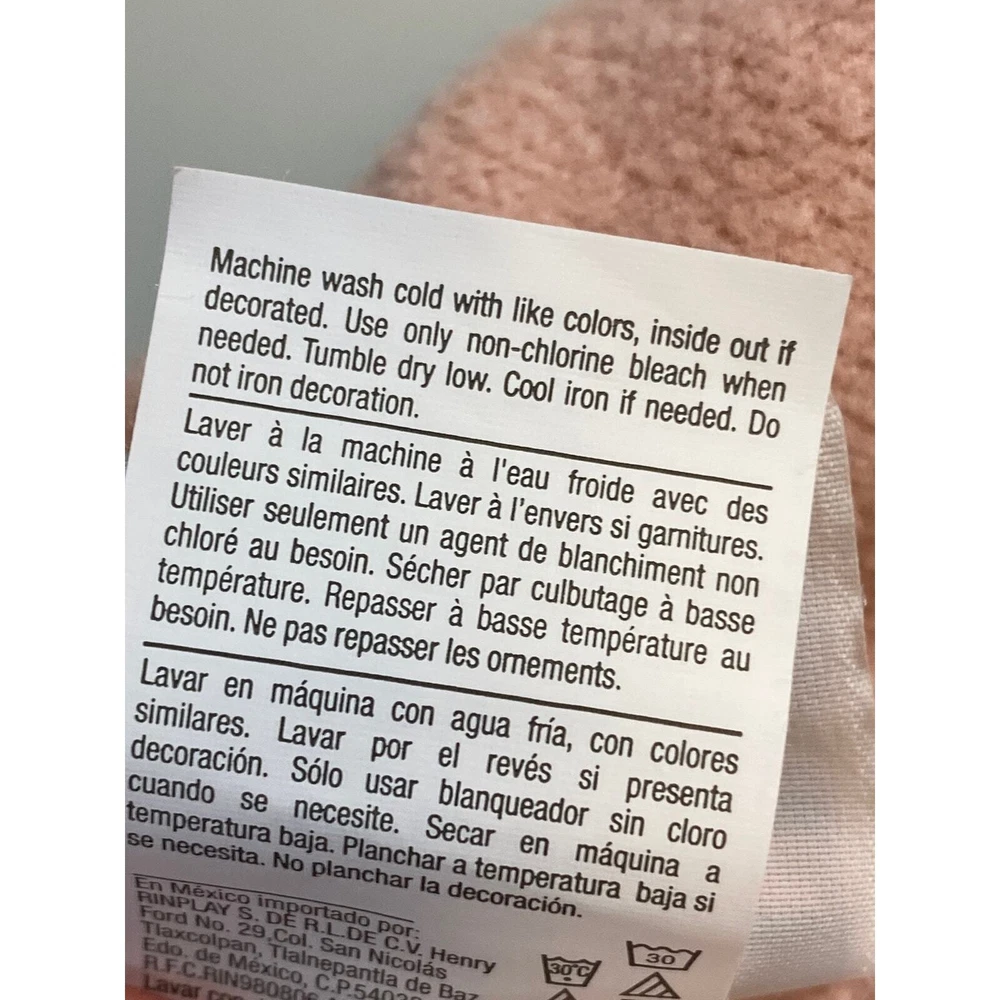 Machine wash cold with like colors, inside out if
decorated. Use only non-chlorine bleach when
needed. Tumble dry low. Cool iron if needed. Do
not iron decoration.
Laver à la machine à l'eau froide avec des
couleurs similaires. Laver à l'envers si garnitures.
Utiliser seulement un agent de blanchiment non
chloré au besoin. Sécher par culbutage à basse
température. Repasser à basse température au
besoin. Ne pas repasser les ornements.
Lavar en máquina con agua fría, con colores
similares. Lavar por el revés si presenta
decoración. Sólo usar blanqueador sin cloro
cuando se necesite. Secar en máquina a
temperatura baja. Planchar a temperatura baja si
se necesita. No planchar la decoración.
En México importado por:
RINPLAY S. DE R.L.DE C.V. Henry
Ford No. 29,Col. San Nicolás
Tlaxcolpan, Tlalnepantla de Baz
Edo. de México, C.P.54030
R.F.C.RIN980806
Lavar con
30°C
30